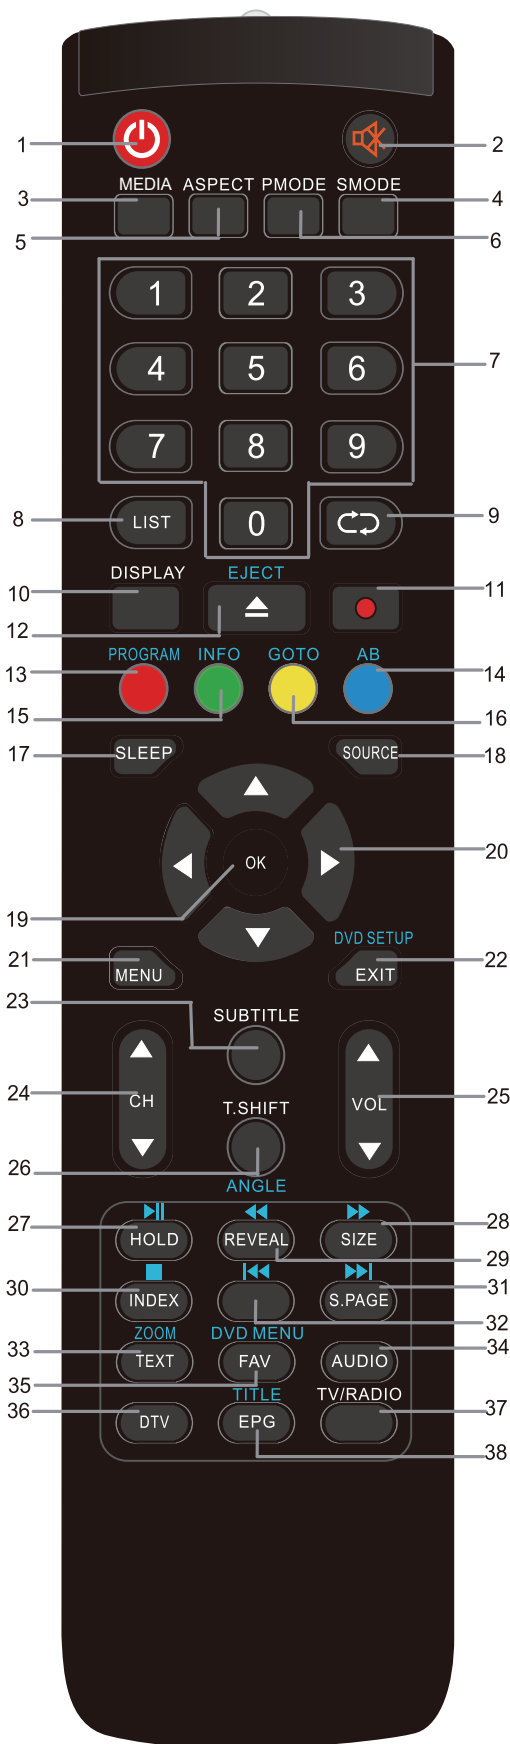 1
2
MEDIA ASPECT PMODE SMODE
3
4
5
6
1 2 3
7
4 5 6
7 8 9
8
LIST
0
9
DISPLAY EJECT
10
11
12
PROGRAM INFO GOTO AB
13
14
15
16
17
SLEEP
SOURCE
18
OK
20
19
DVD SETUP
21
MENU
EXIT
22
23
SUBTITLE
24
CH
VOL
25
T.SHIFT
26
ANGLE
27
HOLD REVEAL SIZE
28
29
30
INDEX
S.PAGE
31
32
ZOOM DVD MENU
33
TEXT FAV AUDIO
34
35
TITLE TV/RADIO
36
DTV EPG
37
38